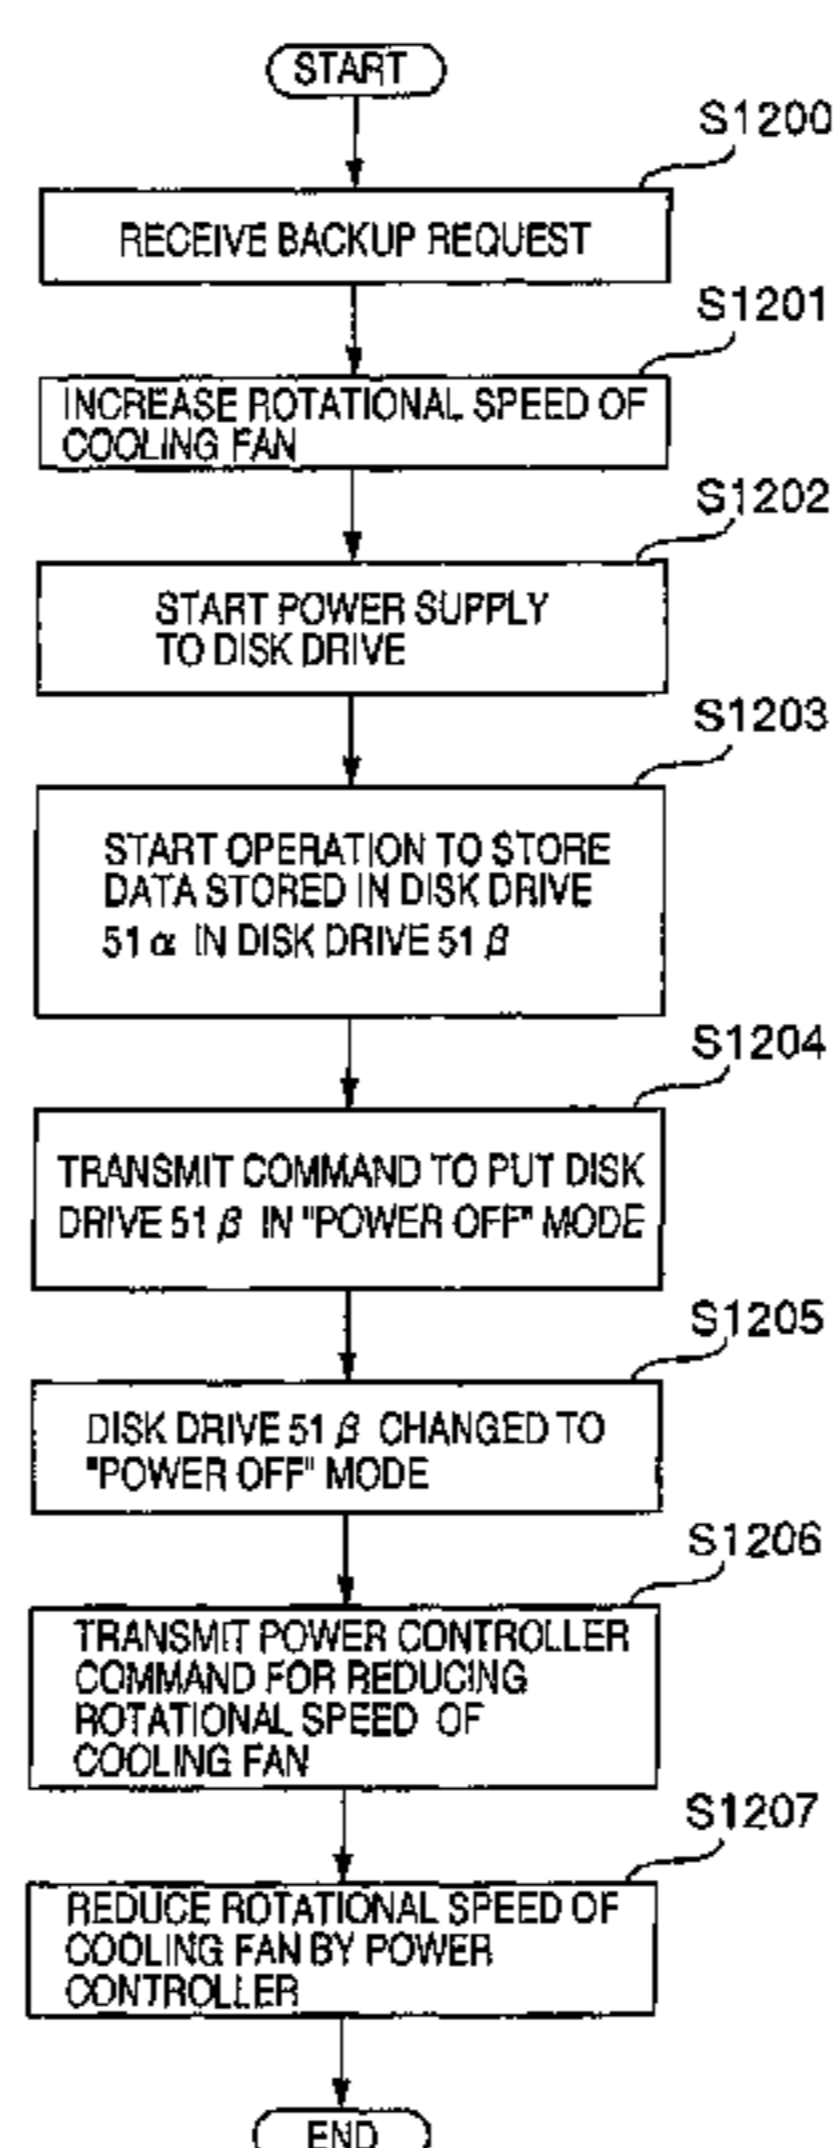 START
S1200
RECEIVE BACKUP REQUEST
S1201
INCREASE ROTATIONAL SPEED OF
COOLING FAN
S1202
START POWER SUPPLY
TO DISK DRIVE
S1203
START OPERATION TO STORE
DATA STORED IN DISK DRIVE
51α IN DISK DRIVE 51β
S1204
TRANSMIT COMMAND TO PUT DISK
DRIVE 51β IN "POWER OFF" MODE
S1205
DISK DRIVE 51β CHANGED TO
"POWER OFF" MODE
S1206
TRANSMIT POWER CONTROLLER
COMMAND FOR REDUCING
ROTATIONAL SPEED OF
COOLING FAN
S1207
REDUCE ROTATIONAL SPEED OF
COOLING FAN BY POWER
CONTROLLER
END